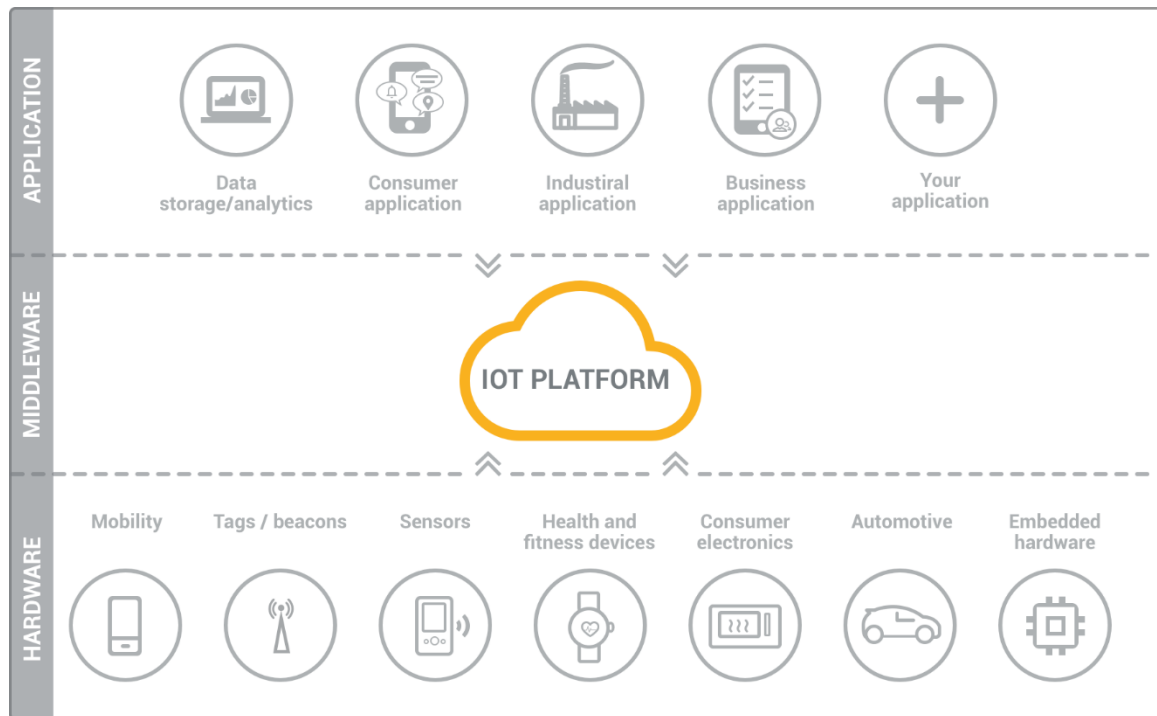 APPLICATION
Data
storage/analytics
Consumer
application
Industiral
application
Business
application
Your
application
MIDDLEWARE
IOT PLATFORM
HARDWARE
Mobility
Tags / beacons
Sensors
Health and
fitness devices
Consumer
electronics
Automotive
Embedded
hardware